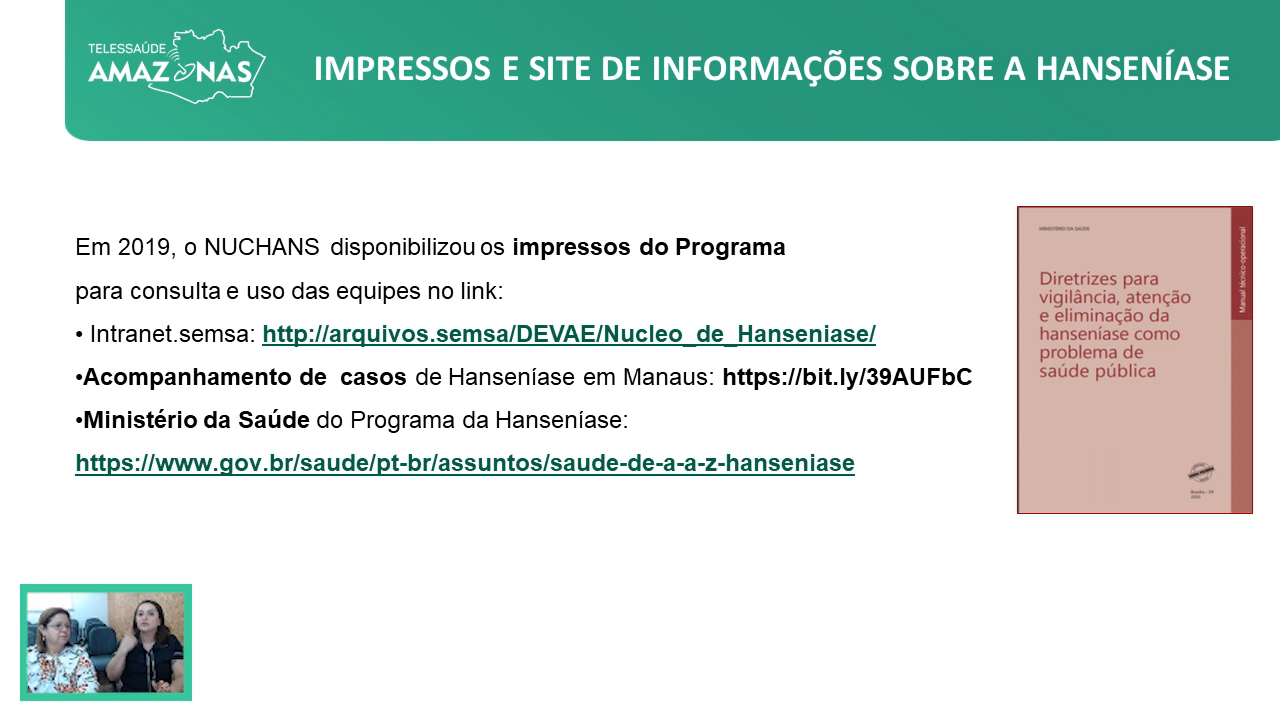 TELESSAÚDE
AMAZONAS
IMPRESSOS E SITE DE INFORMAÇÕES SOBRE A HANSENÍASE
Em 2019, o NUCHANS disponibilizou os impressos do Programa
para consulta e uso das equipes no link:
• Intranet.semsa: http://arquivos.semsa/DEVAE/Nucleo_de_Hanseniase/
•Acompanhamento de casos de Hanseníase em Manaus: https://bit.ly/39AUFbC
•Ministério da Saúde do Programa da Hanseníase:
https://www.gov.br/saude/pt-br/assuntos/saude-de-a-a-z-hanseniase
MINISTÉRIO DA SAÚDE
Diretrizes para
vigilância, atenção
e eliminação da
hanseníase como
problema de
saúde pública
Manual técnico-operacional
Brasília – DF
2016